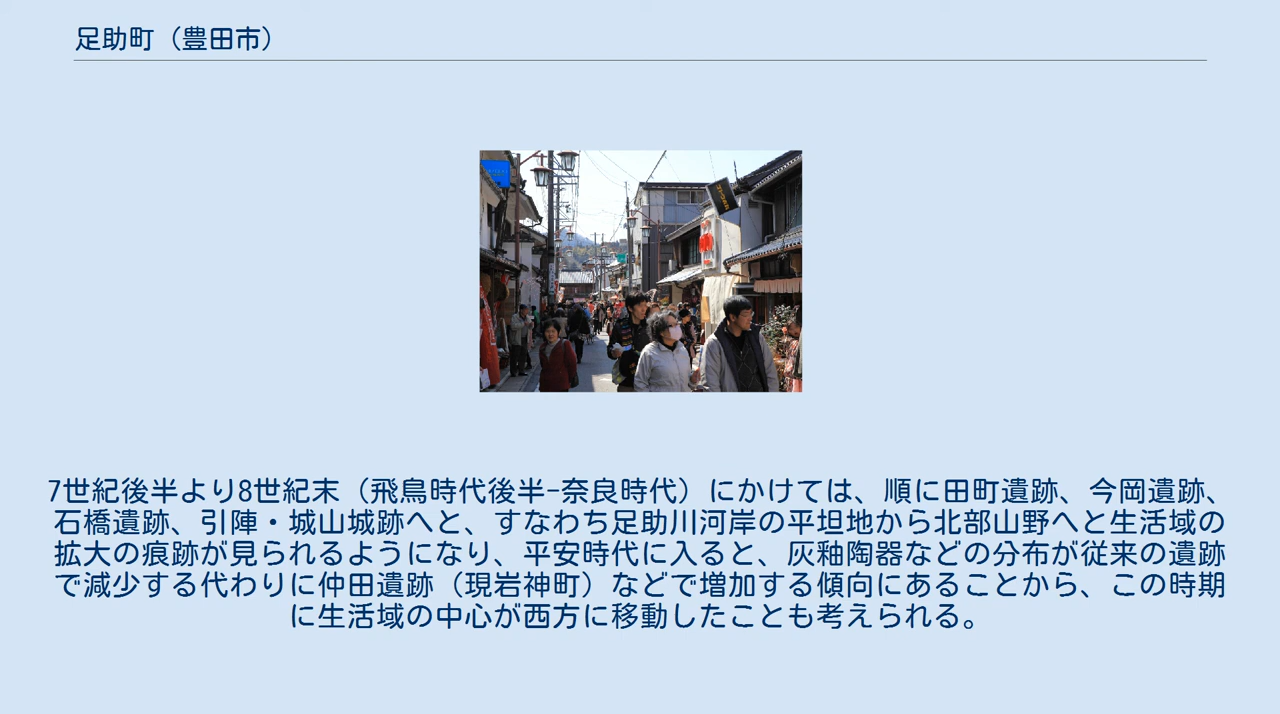 足助町（豊田市）
7世紀後半より8世紀末（飛鳥時代後半-奈良時代）にかけては、順に田町遺跡、今岡遺跡、
石橋遺跡、引陣・城山城跡へと、すなわち足助川河岸の平坦地から北部山野へと生活域の
拡大の痕跡が見られるようになり、平安時代に入ると、灰釉陶器などの分布が従来の遺跡
で減少する代わりに仲田遺跡（現岩神町）などで増加する傾向にあることから、この時期
に生活域の中心が西方に移動したことも考えられる。